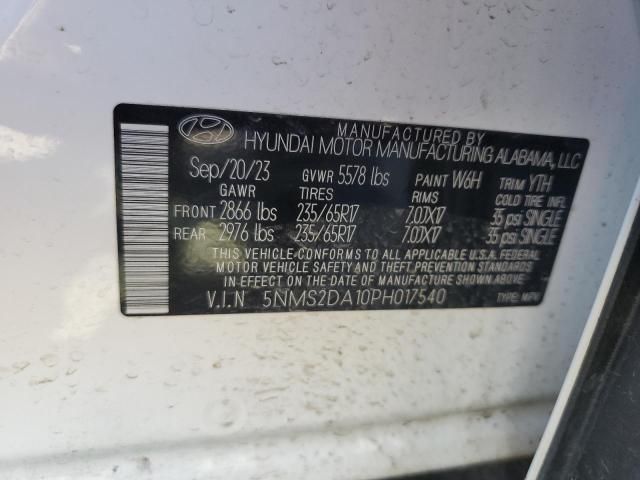 MANUFACTURED BY
HYUNDAI MOTOR MANUFACTURING ALABAMA, LLC
Sep/20/23 GVWR 5578 lbs PAINT W6H TRIM YTH
GAWR TIRES RIMS COLD TIRE INFL
FRONT 2866 lbs 235/65R17 7.0JX17 35 psi SINGLE
REAR 2976 lbs 235/65R17 7.0JX17 35 psi SINGLE
THIS VEHICLE CONFORMS TO ALL APPLICABLE U.S.A. FEDERAL
MOTOR VEHICLE SAFETY AND THEFT PREVENTION STANDARDS
IN EFFECT ON THE DATE OF MANUFACTURE SHOWN ABOVE.
V.I.N 5NMS2DA10PH017540 TYPE: MPV